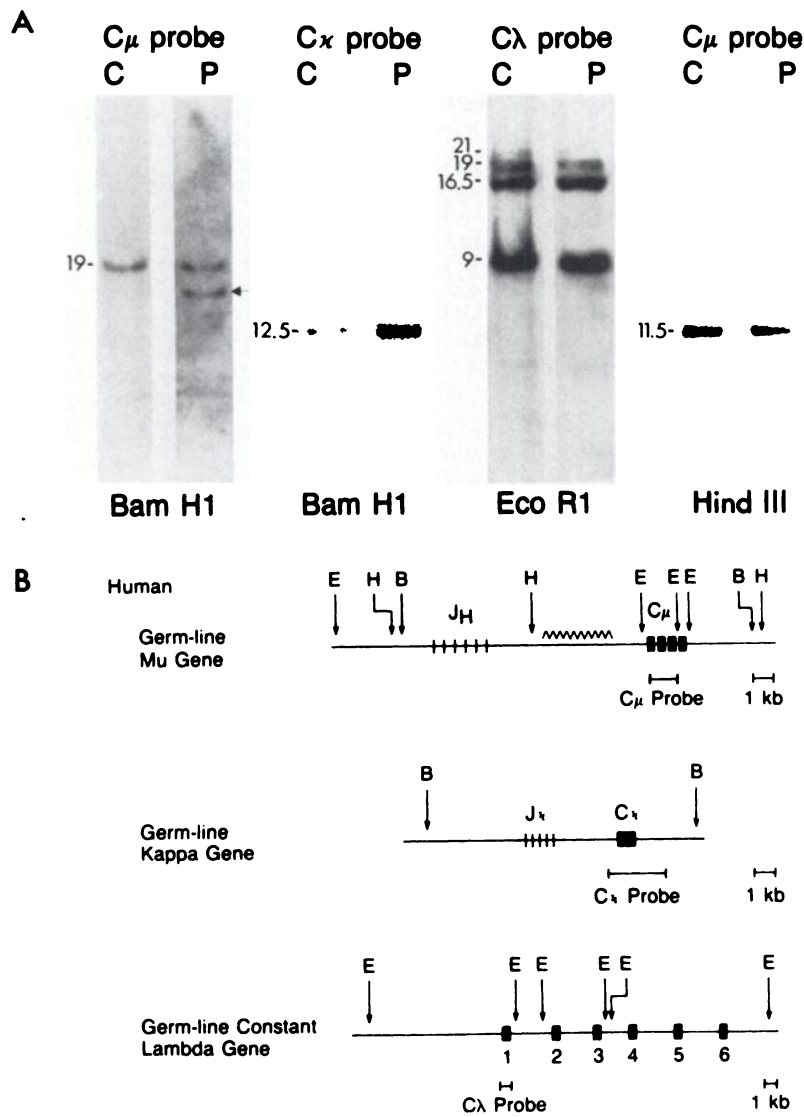 A
Cμ probe Cϰ probe Cλ probe Cμ probe
C P C P C P C P
21-
19-
16.5-
19-
9-
12.5-
11.5-
Bam H1 Bam H1 Eco R1 Hind III
B
Human
E H B H E E E B H
JH Cμ
Germ-line
Mu Gene
Cμ Probe 1 kb
B B
Jϰ Cϰ
Germ-line
Kappa Gene
Cϰ Probe 1 kb
E E E E E E
Germ-line Constant
Lambda Gene
1 2 3 4 5 6
Cλ Probe 1 kb